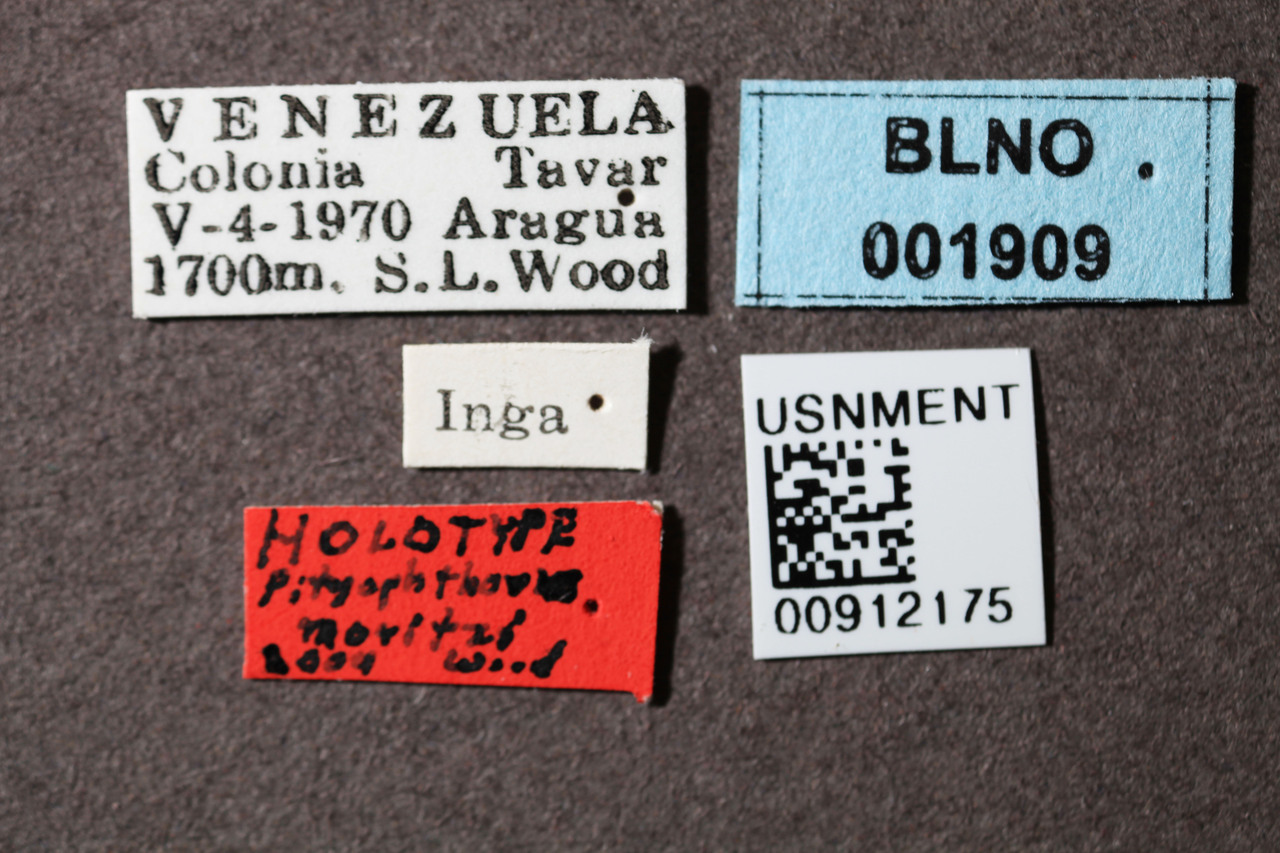 VENEZUELA
Colonia Tavar
V-4-1970 Aragua
1700m. S.L.Wood
BLNO
001909
Inga
USNMENT
00912175
HOLOTYPE
Pityophthorus
moritzi
Wood